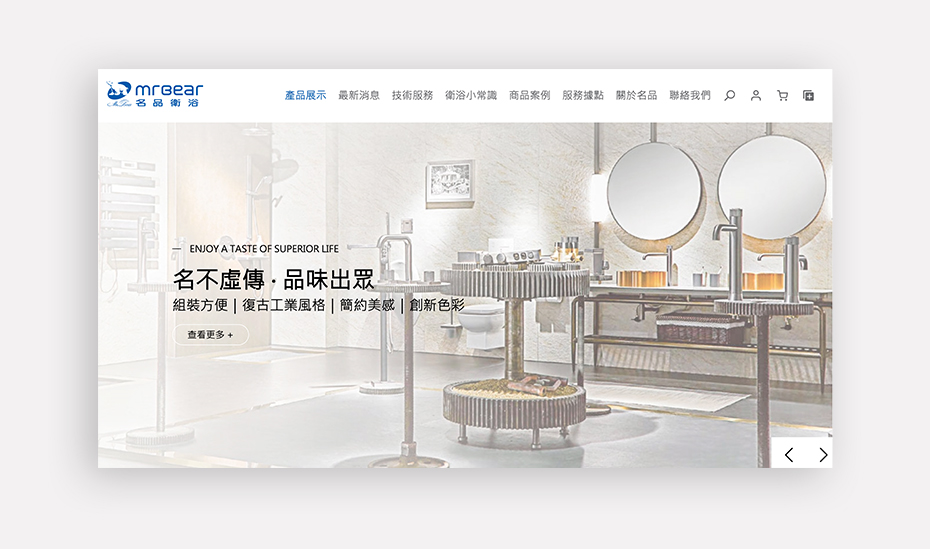 mrBear
名品衛浴
產品展示 最新消息 技術服務 衛浴小常識 商品案例 服務據點 關於名品 聯絡我們
— ENJOY A TASTE OF SUPERIOR LIFE
名不虛傳 · 品味出眾
組裝方便 | 復古工業風格 | 簡約美感 | 創新色彩
查看更多 +